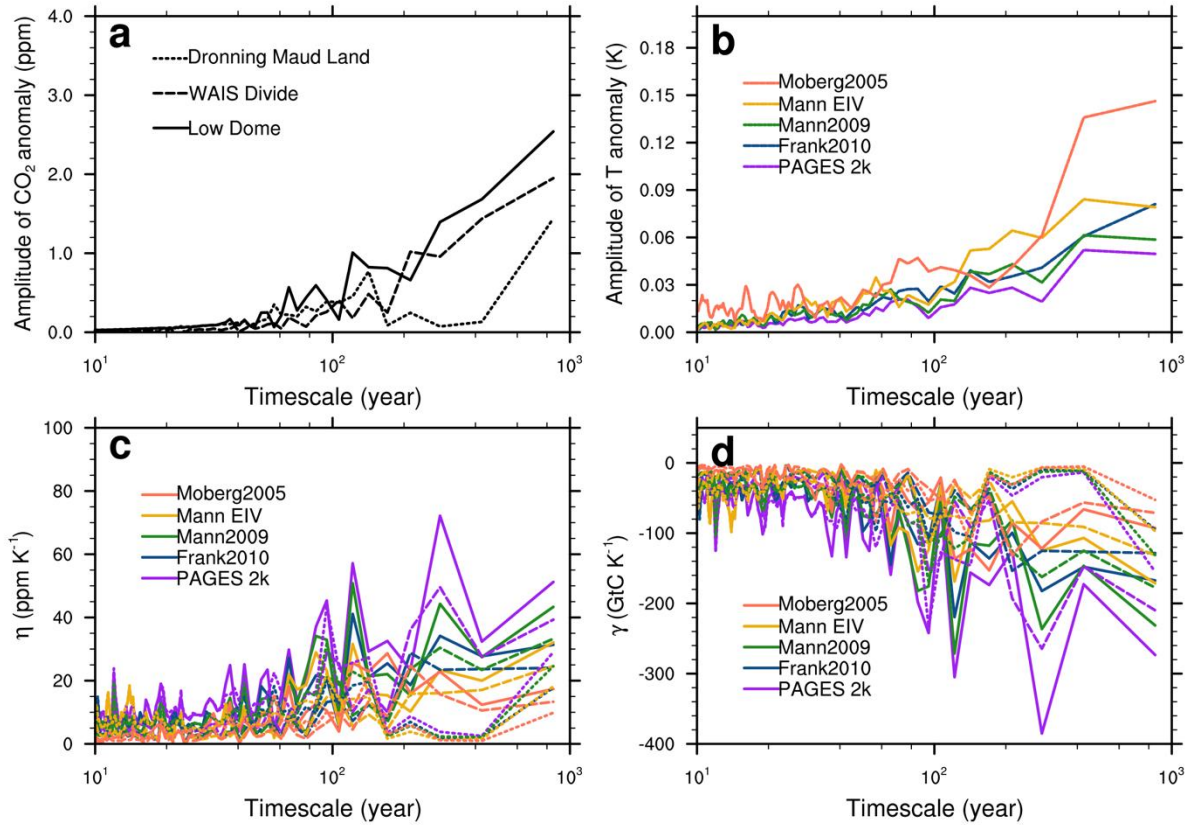 a
Amplitude of CO₂ anomaly (ppm)
4.0
3.0
2.0
1.0
0.0
Dronning Maud Land
WAIS Divide
Low Dome
10¹
10²
10³
Timescale (year)
b
Amplitude of T anomaly (K)
0.18
0.15
0.12
0.09
0.06
0.03
0.00
Moberg2005
Mann EIV
Mann2009
Frank2010
PAGES 2k
10¹
10²
10³
Timescale (year)
c
η (ppm K⁻¹)
100
80
60
40
20
0
Moberg2005
Mann EIV
Mann2009
Frank2010
PAGES 2k
10¹
10²
10³
Timescale (year)
d
γ (GtC K⁻¹)
0
-100
-200
-300
-400
Moberg2005
Mann EIV
Mann2009
Frank2010
PAGES 2k
10¹
10²
10³
Timescale (year)